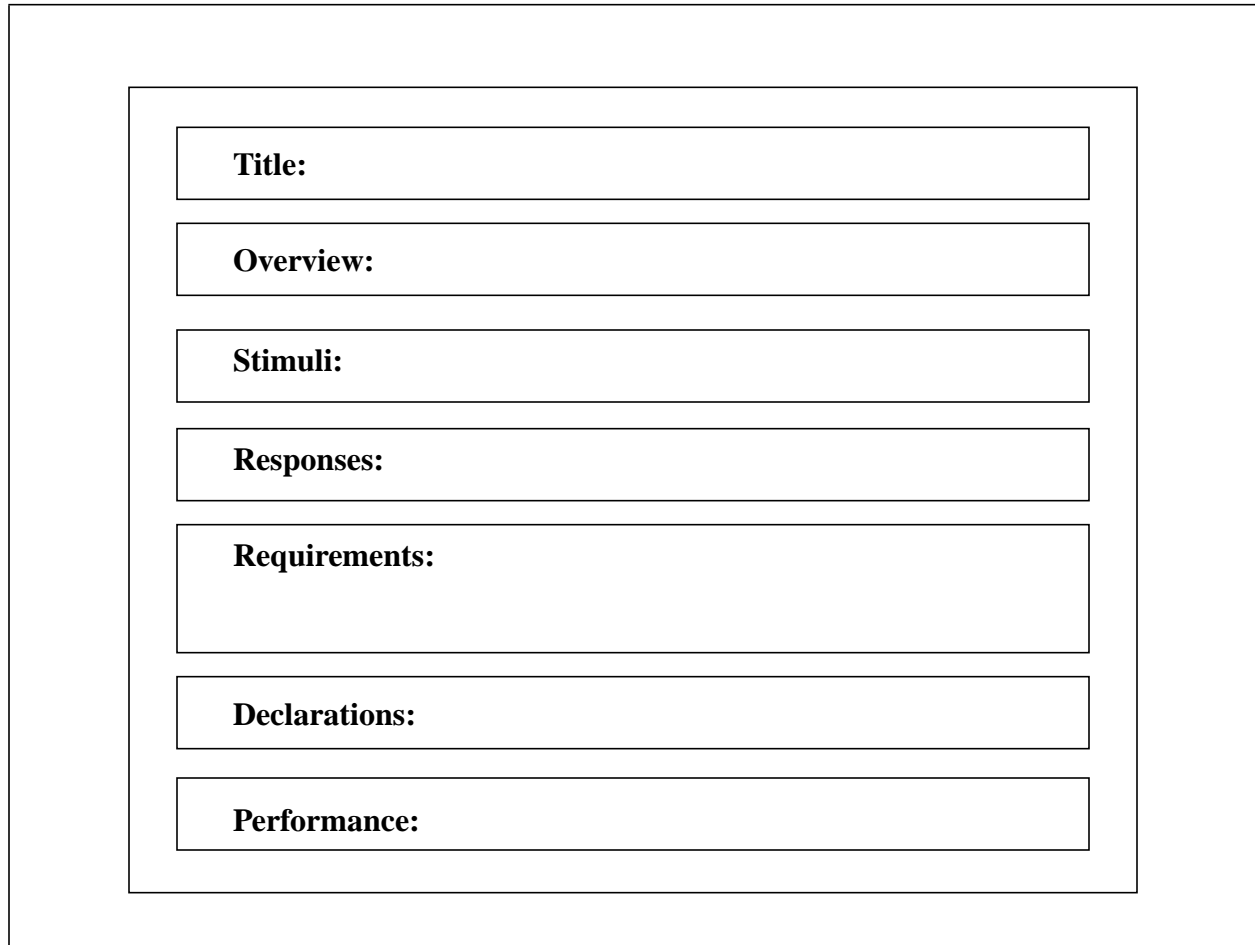 Title:
Overview:
Stimuli:
Responses:
Requirements:
Declarations:
Performance: